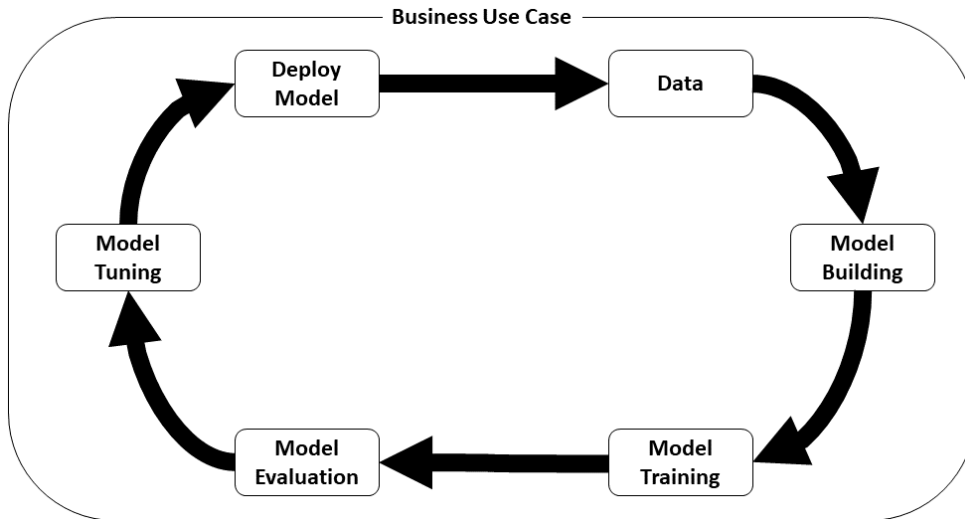 Business Use Case
Deploy
Model
Data
Model
Building
Model
Training
Model
Evaluation
Model
Tuning